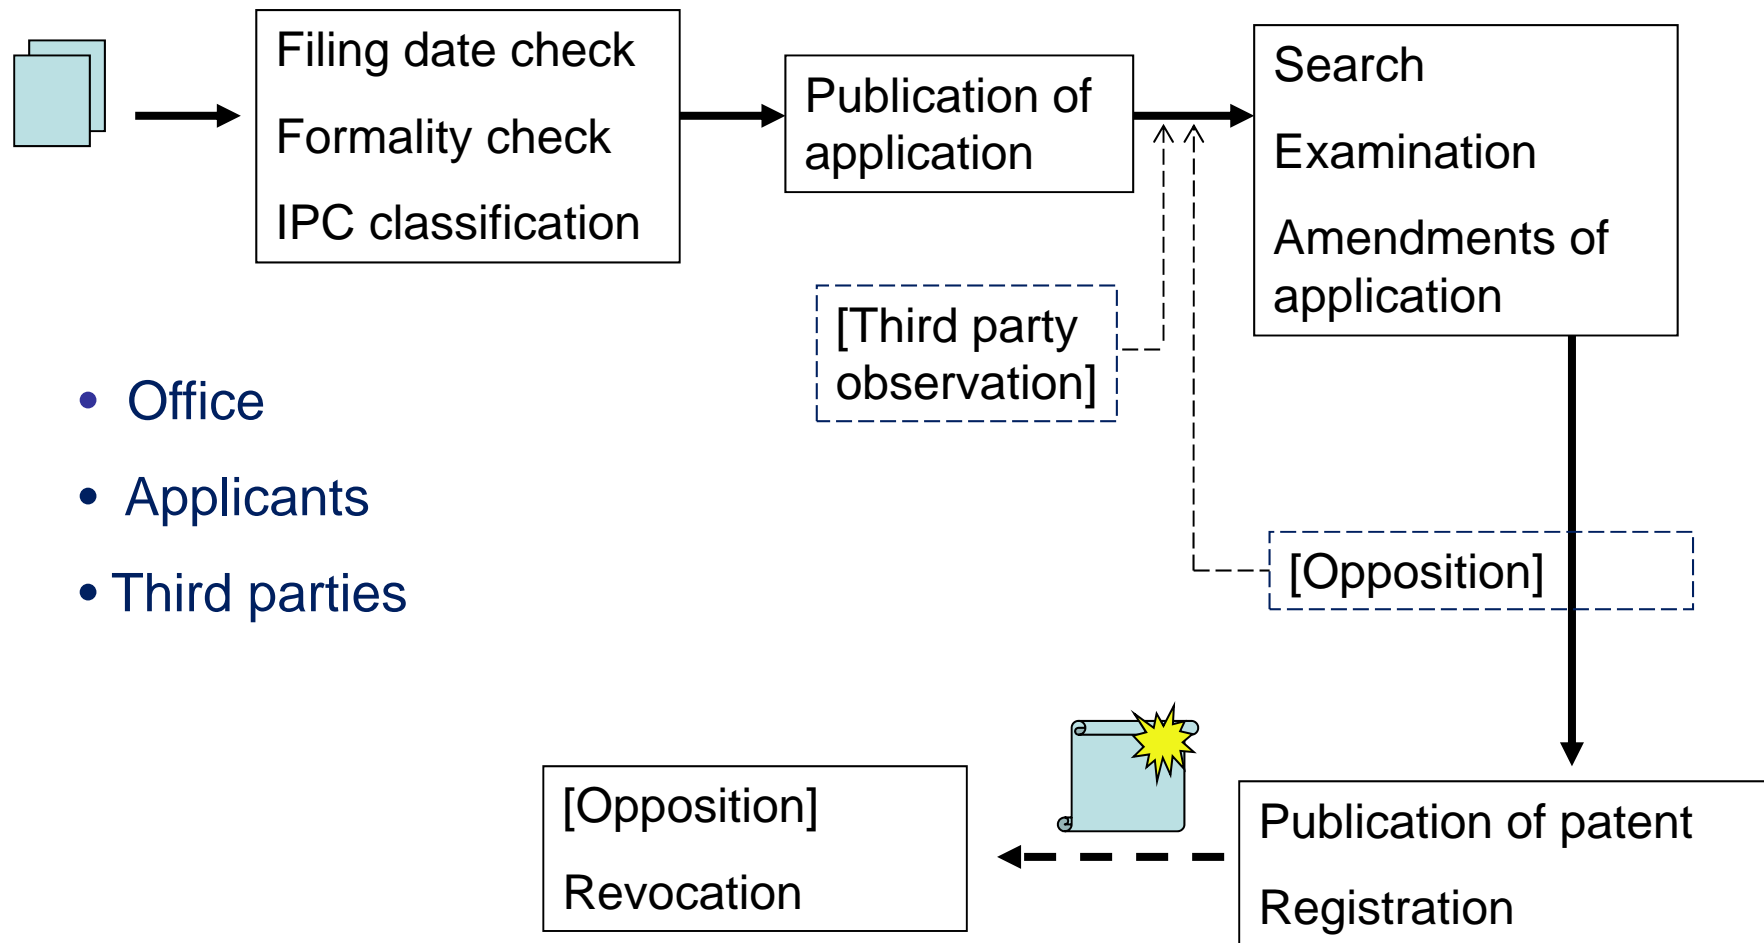 Filing date check
Formality check
IPC classification
Publication of
application
Search
Examination
Amendments of
application
[Third party
observation]
• Office
• Applicants
• Third parties
[Opposition]
[Opposition]
Revocation
Publication of patent
Registration